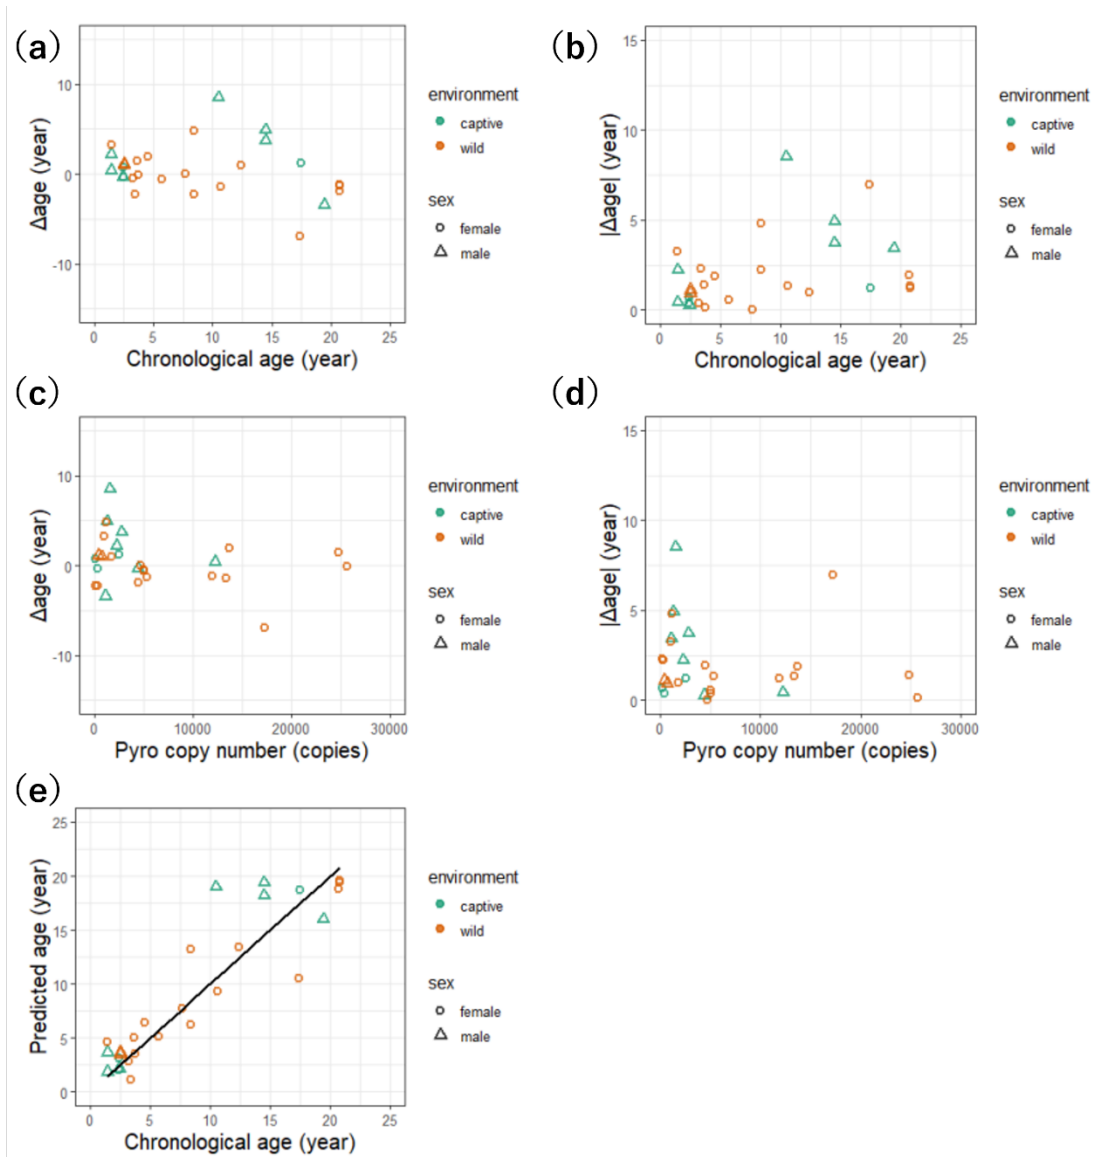 (a)
Δage (year)
10
0
-10
0 5 10 15 20 25
Chronological age (year)
environment
captive
wild
sex
female
male
(b)
|Δage| (year)
15
10
5
0
0 5 10 15 20 25
Chronological age (year)
environment
captive
wild
sex
female
male
(c)
Δage (year)
10
0
-10
0 10000 20000 30000
Pyro copy number (copies)
environment
captive
wild
sex
female
male
(d)
|Δage| (year)
15
10
5
0
0 10000 20000 30000
Pyro copy number (copies)
environment
captive
wild
sex
female
male
(e)
Predicted age (year)
25
20
15
10
5
0
0 5 10 15 20 25
Chronological age (year)
environment
captive
wild
sex
female
male